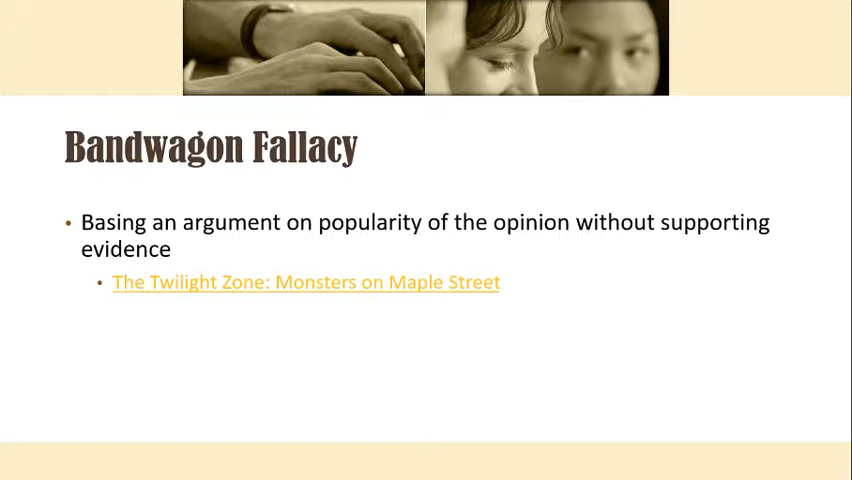 Bandwagon Fallacy
• Basing an argument on popularity of the opinion without supporting
evidence
• The Twilight Zone: Monsters on Maple Street